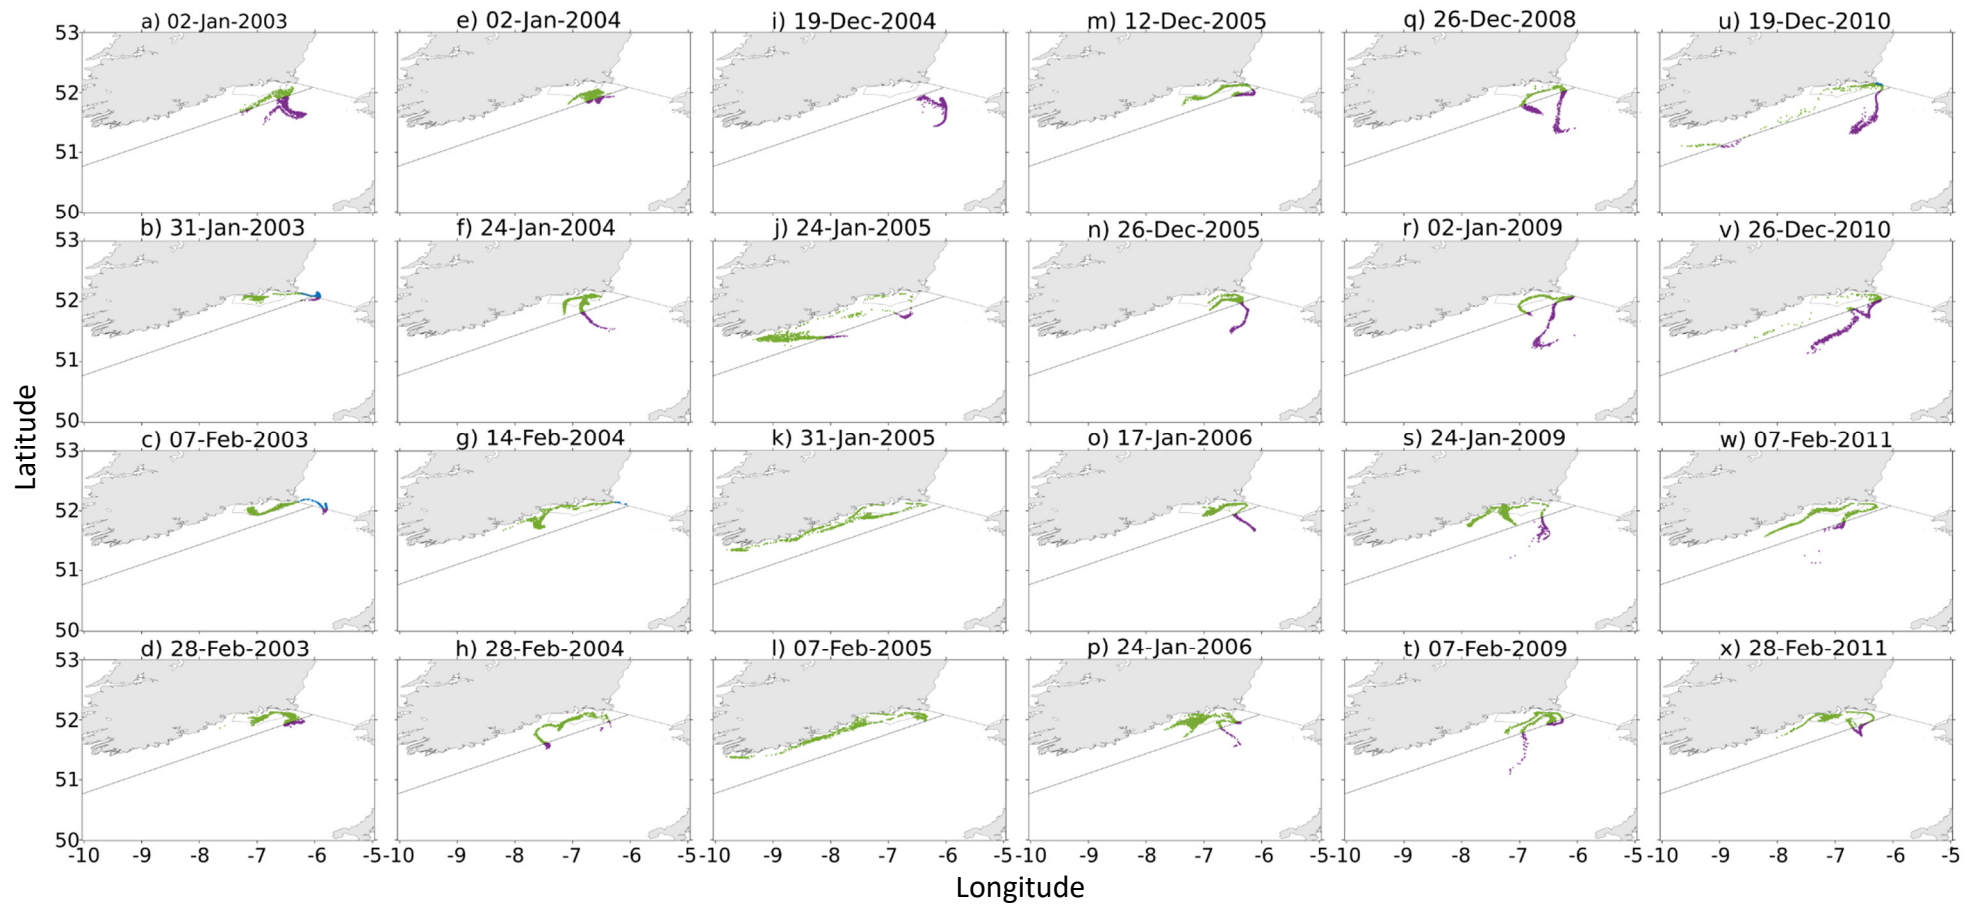 a) 02-Jan-2003 e) 02-Jan-2004 i) 19-Dec-2004 m) 12-Dec-2005 q) 26-Dec-2008 u) 19-Dec-2010
53
52
51
50
b) 31-Jan-2003 f) 24-Jan-2004 j) 24-Jan-2005 n) 26-Dec-2005 r) 02-Jan-2009 v) 26-Dec-2010
53
52
51
50
Latitude
c) 07-Feb-2003 g) 14-Feb-2004 k) 31-Jan-2005 o) 17-Jan-2006 s) 24-Jan-2009 w) 07-Feb-2011
53
52
51
50
d) 28-Feb-2003 h) 28-Feb-2004 l) 07-Feb-2005 p) 24-Jan-2006 t) 07-Feb-2009 x) 28-Feb-2011
53
52
51
50
-10 -9 -8 -7 -6 -5 -10 -9 -8 -7 -6 -5 -10 -9 -8 -7 -6 -5 -10 -9 -8 -7 -6 -5 -10 -9 -8 -7 -6 -5 -10 -9 -8 -7 -6 -5
Longitude